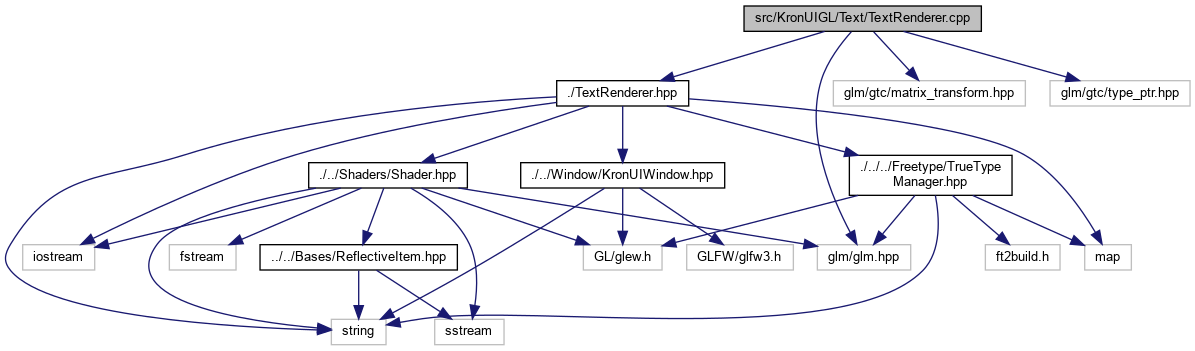 src/KronUIGL/Text/TextRenderer.cpp
./TextRenderer.hpp
glm/gtc/matrix_transform.hpp
glm/gtc/type_ptr.hpp
./../Shaders/Shader.hpp
./../Window/KronUIWindow.hpp
./../../Freetype/TrueType
Manager.hpp
iostream
fstream
../../Bases/ReflectiveItem.hpp
GL/glew.h
GLFW/glfw3.h
glm/glm.hpp
ft2build.h
map
string
sstream